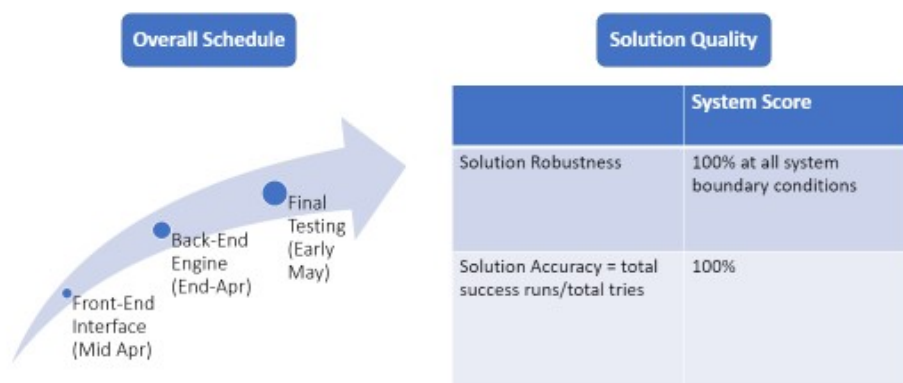 Overall Schedule
Front-End
Interface
(Mid Apr)
Back-End
Engine
(End-Apr)
Final
Testing
(Early
May)
Solution Quality
System Score
Solution Robustness
100% at all system
boundary conditions
Solution Accuracy = total
success runs/total tries
100%